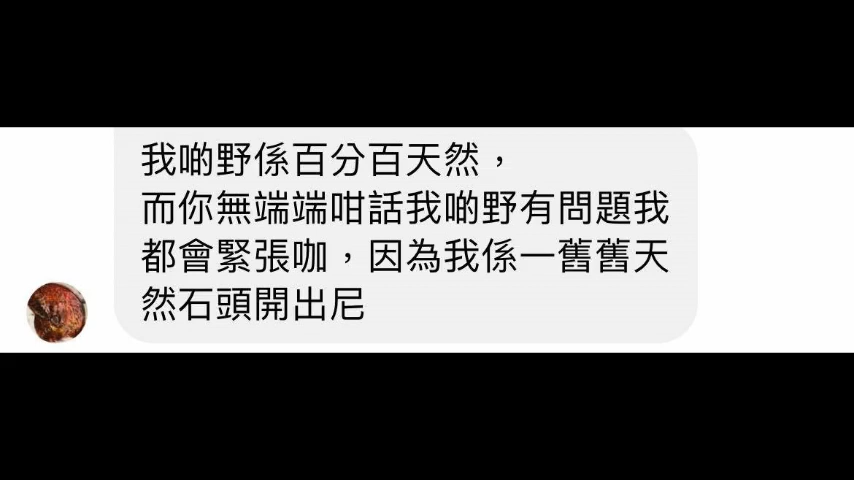 我啲野係百分百天然，
而你無端端咁話我啲野有問題我
都會緊張咖，因為我係一舊舊天
然石頭開出尼